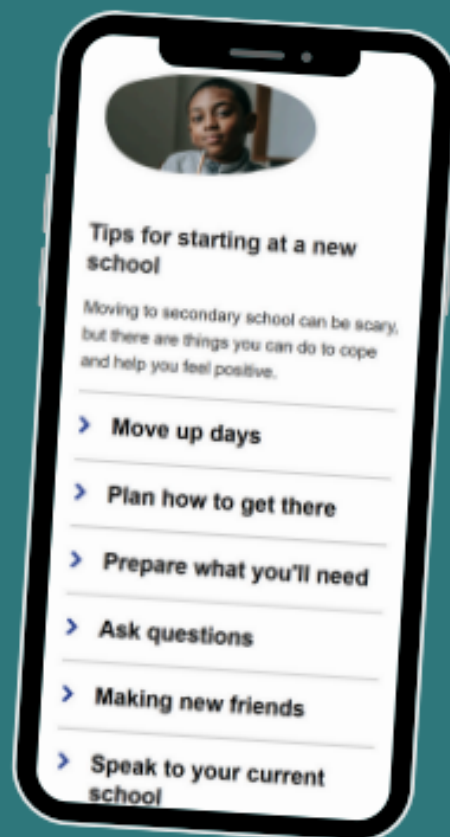 Tips for starting at a new
school
Moving to secondary school can be scary,
but there are things you can do to cope
and help you feel positive.
Move up days
Plan how to get there
Prepare what you'll need
Ask questions
Making new friends
Speak to your current
school